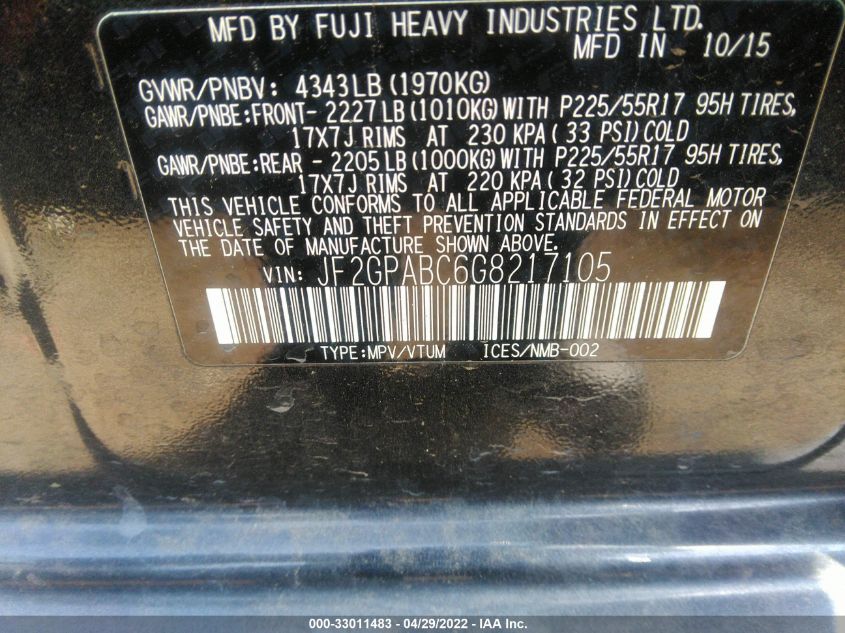 MFD BY FUJI HEAVY INDUSTRIES LTD.
MFD IN 10/15
GVWR/PNBV: 4343LB(1970KG)
GAWR/PNBE:FRONT- 2227LB(1010KG)WITH P225/55R17 95H TIRES,
17X7J RIMS AT 230 KPA( 33 PSI)COLD
GAWR/PNBE:REAR - 2205LB(1000KG)WITH P225/55R17 95H TIRES,
17X7J RIMS AT 220 KPA( 32 PSI)COLD
THIS VEHICLE CONFORMS TO ALL APPLICABLE FEDERAL MOTOR
VEHICLE SAFETY AND THEFT PREVENTION STANDARDS IN EFFECT ON
THE DATE OF MANUFACTURE SHOWN ABOVE.
VIN: JF2GPABC6G8217105
TYPE:MPV/VTUM ICES/NMB-002
000-33011483 - 04/29/2022 - IAA Inc.